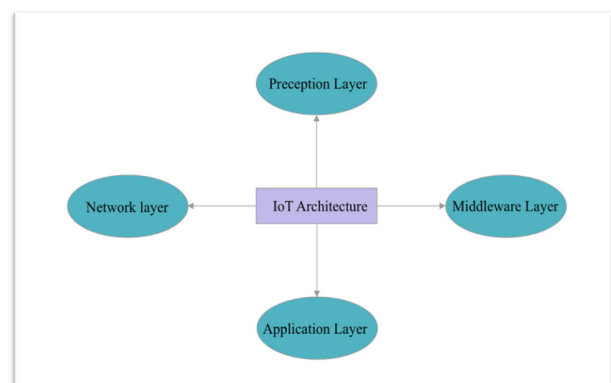 Preception Layer
Network layer
IoT Architecture
Middleware Layer
Application Layer